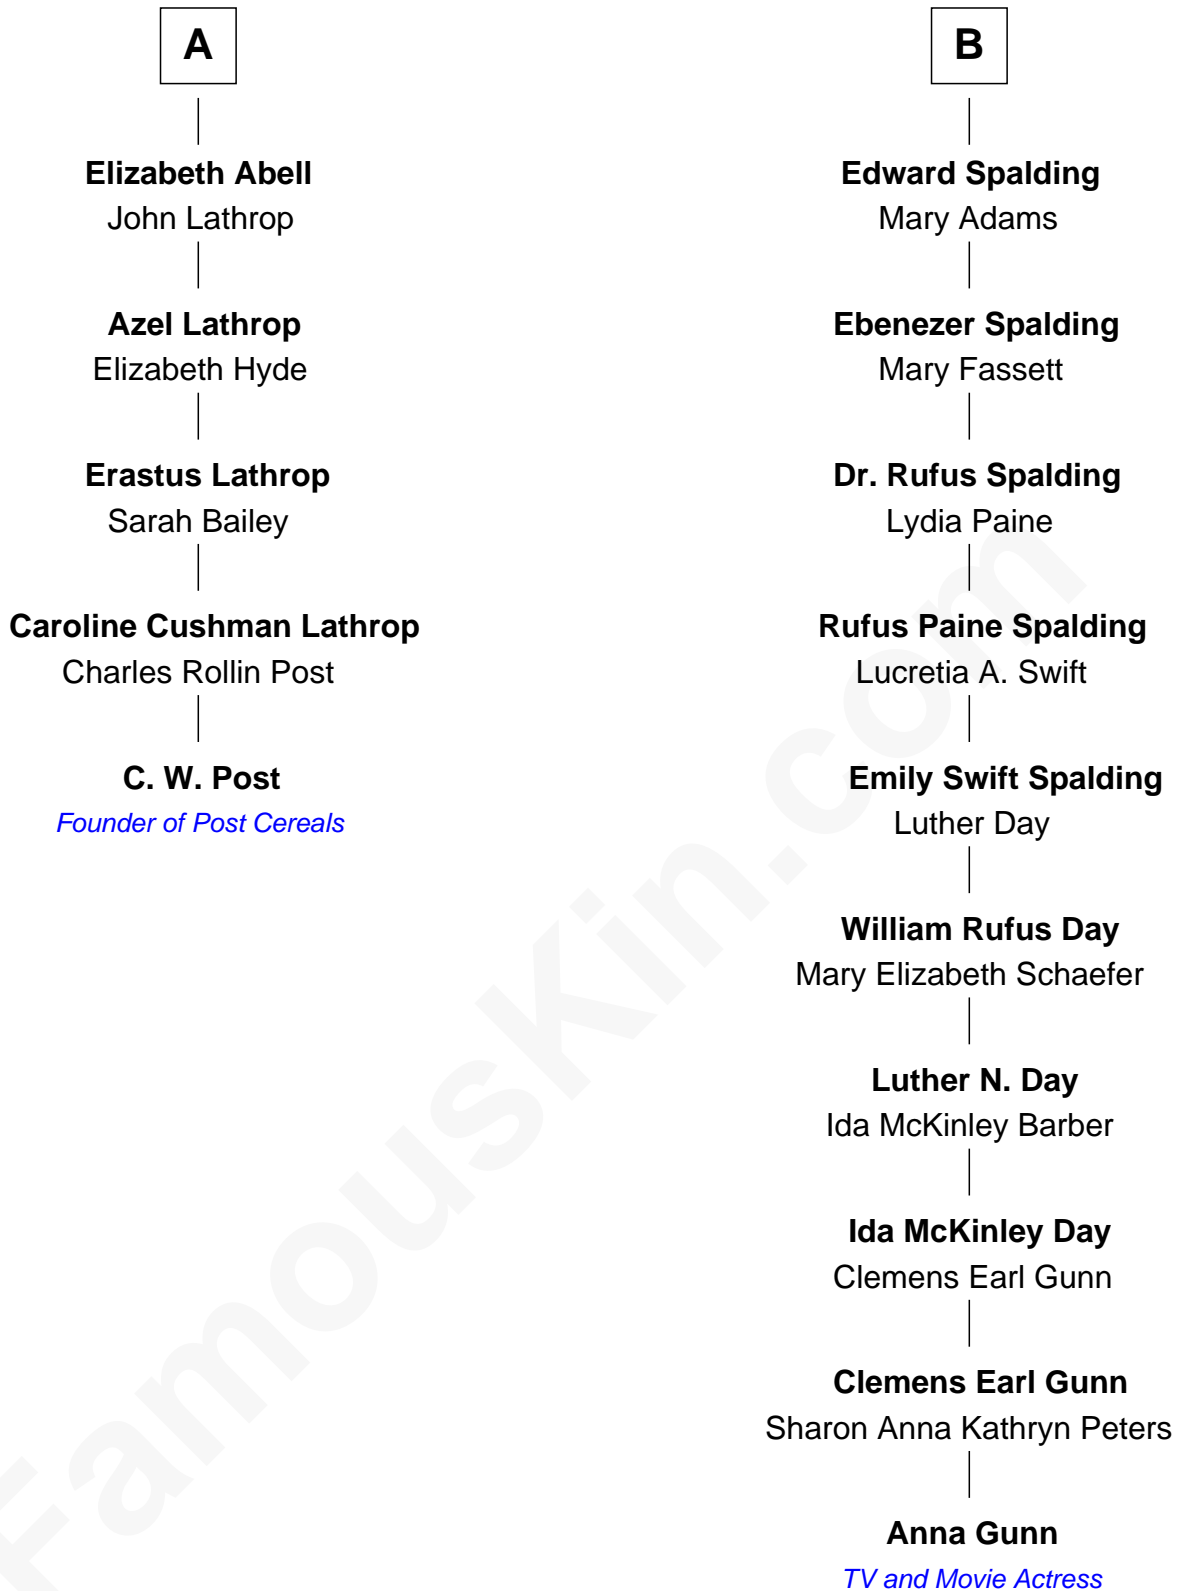 A
Elizabeth Abell
John Lathrop
Azel Lathrop
Elizabeth Hyde
Erastus Lathrop
Sarah Bailey
Caroline Cushman Lathrop
Charles Rollin Post
C. W. Post
Founder of Post Cereals
B
Edward Spalding
Mary Adams
Ebenezer Spalding
Mary Fassett
Dr. Rufus Spalding
Lydia Paine
Rufus Paine Spalding
Lucretia A. Swift
Emily Swift Spalding
Luther Day
William Rufus Day
Mary Elizabeth Schaefer
Luther N. Day
Ida McKinley Barber
Ida McKinley Day
Clemens Earl Gunn
Clemens Earl Gunn
Sharon Anna Kathryn Peters
Anna Gunn
TV and Movie Actress
FamousKin.com